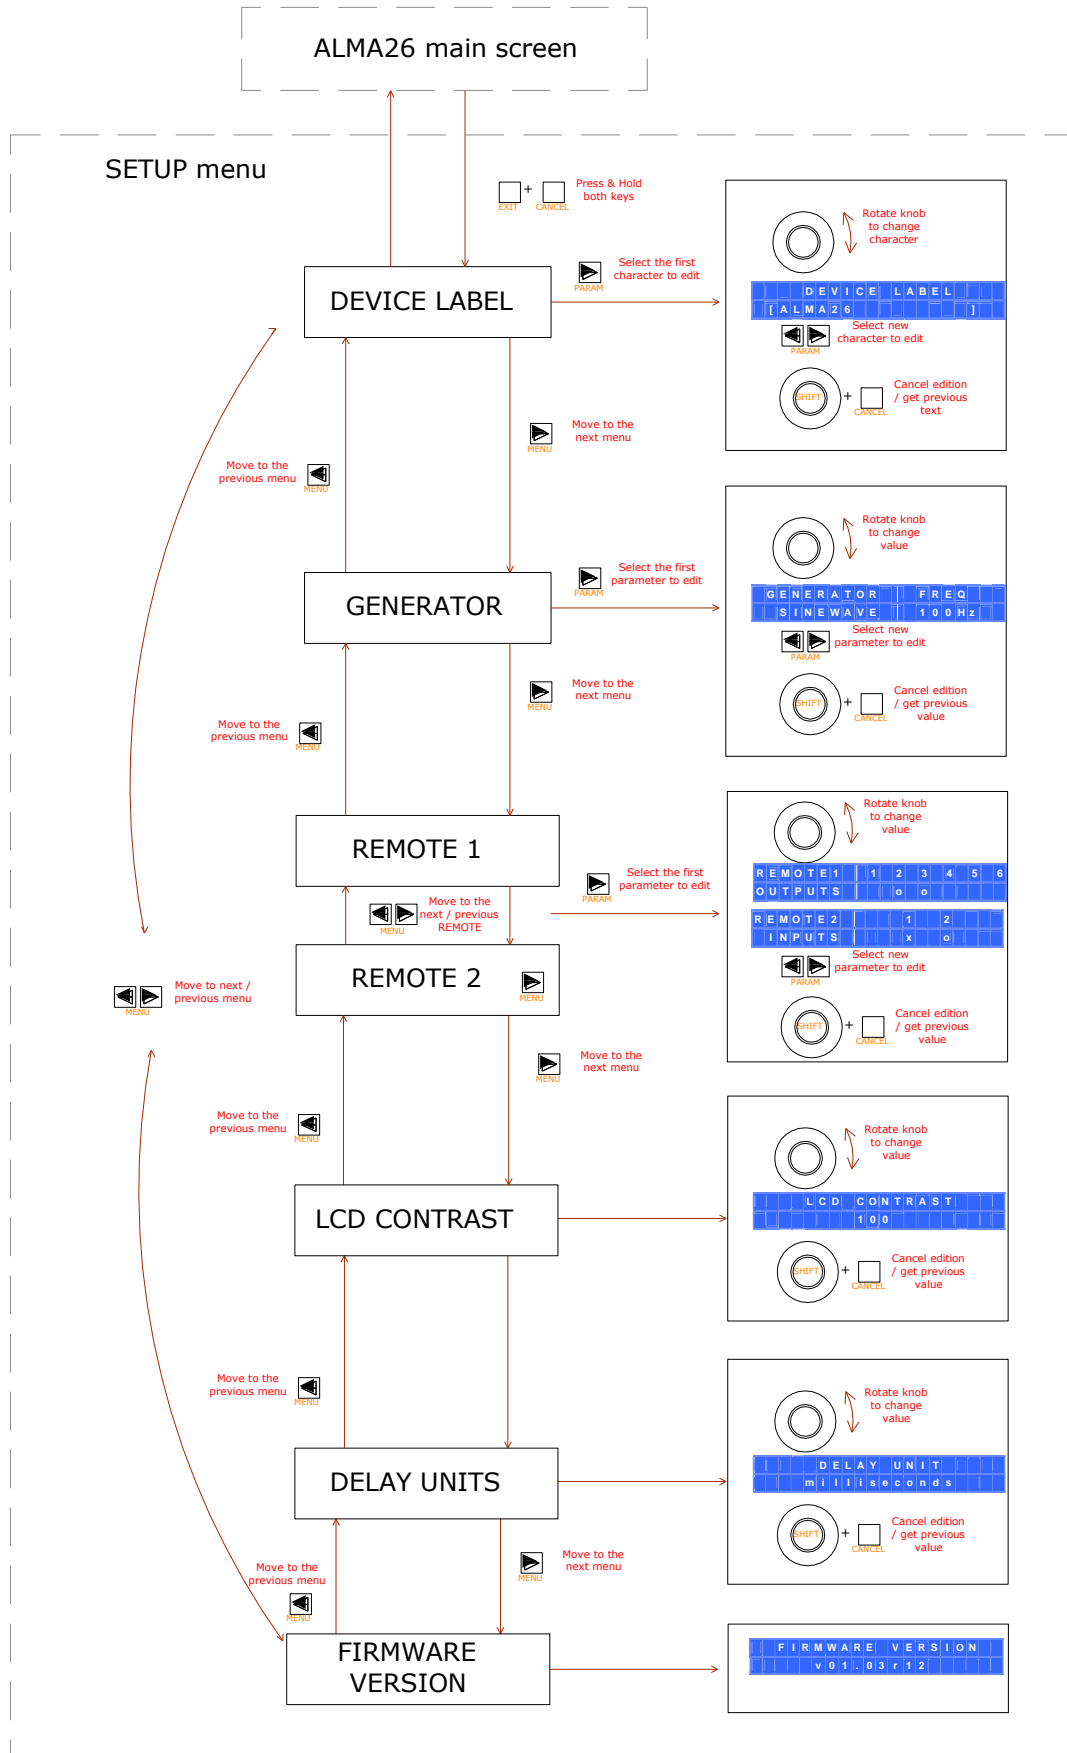 ALMA26 main screen
SETUP menu
EXIT
+
CANCEL
Press & Hold
both keys
DEVICE LABEL
PARAM
Select the first
character to edit
Rotate knob
to change
character
DEVICE LABEL
[ALMA26 ]
PARAM
Select new
character to edit
SHIFT
+
CANCEL
Cancel edition
/ get previous
text
MENU
Move to the
next menu
Move to the
previous menu
MENU
GENERATOR
PARAM
Select the first
parameter to edit
Rotate knob
to change
value
GENERATOR | FREQ
SINEWAVE | 100Hz
PARAM
Select new
parameter to edit
SHIFT
+
CANCEL
Cancel edition
/ get previous
value
MENU
Move to the
next menu
Move to the
previous menu
MENU
REMOTE 1
MENU
Move to the
next / previous
REMOTE
REMOTE 2
MENU
PARAM
Select the first
parameter to edit
Rotate knob
to change
value
REMOTE1 | 1 2 3 4 5 6
OUTPUTS | o o
REMOTE2 | 1 2
INPUTS | x o
PARAM
Select new
parameter to edit
SHIFT
+
CANCEL
Cancel edition
/ get previous
value
MENU
Move to next /
previous menu
MENU
Move to the
next menu
Move to the
previous menu
MENU
LCD CONTRAST
Rotate knob
to change
value
LCD CONTRAST
100
SHIFT
+
CANCEL
Cancel edition
/ get previous
value
Move to the
previous menu
MENU
DELAY UNITS
Rotate knob
to change
value
DELAY UNIT
milliseconds
SHIFT
+
CANCEL
Cancel edition
/ get previous
value
MENU
Move to the
next menu
Move to the
previous menu
MENU
FIRMWARE
VERSION
FIRMWARE VERSION
v01.03r12